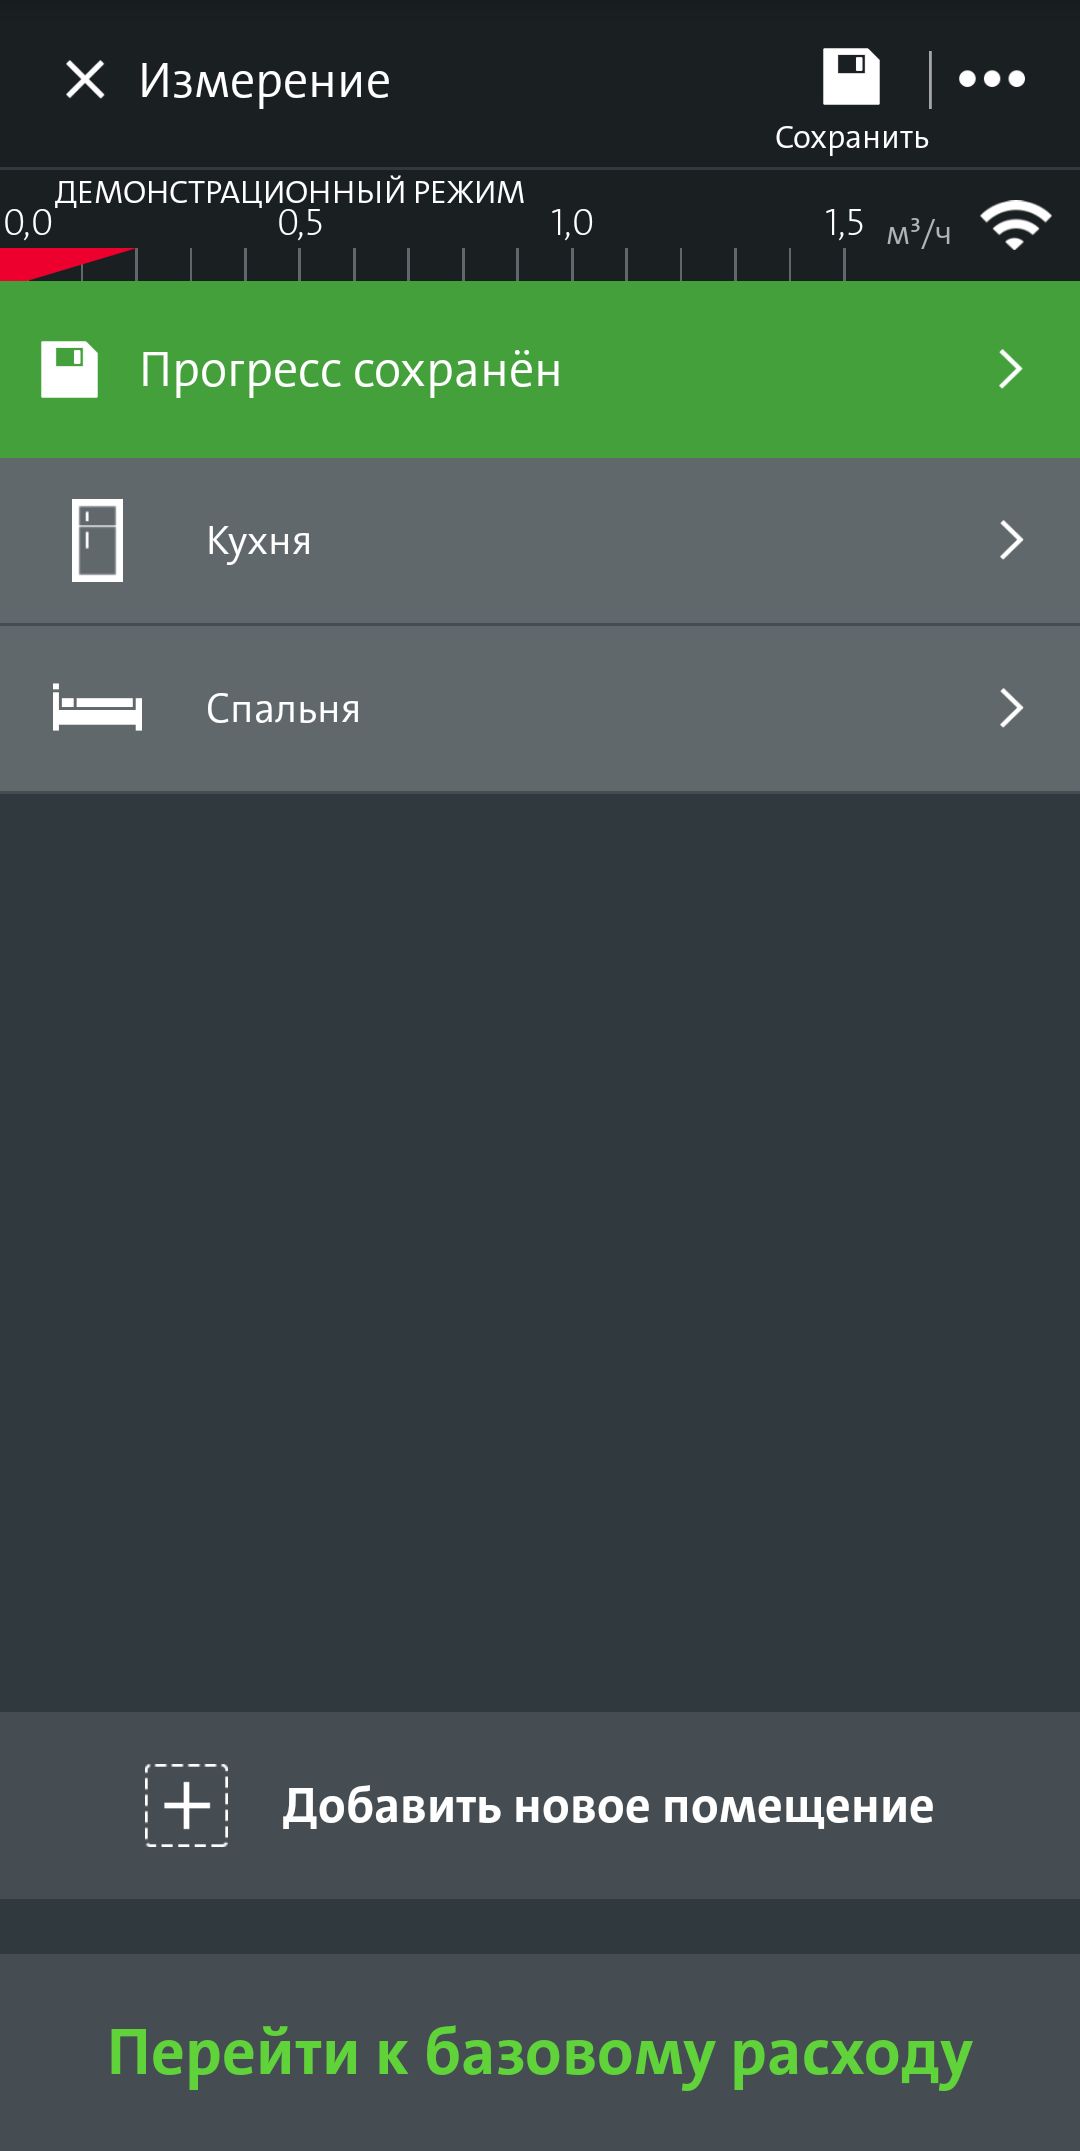 Измерение
Сохранить
ДЕМОНСТРАЦИОННЫЙ РЕЖИМ
0,0 0,5 1,0 1,5 м³/ч
Прогресс сохранён
Кухня
Спальня
Добавить новое помещение
Перейти к базовому расходу